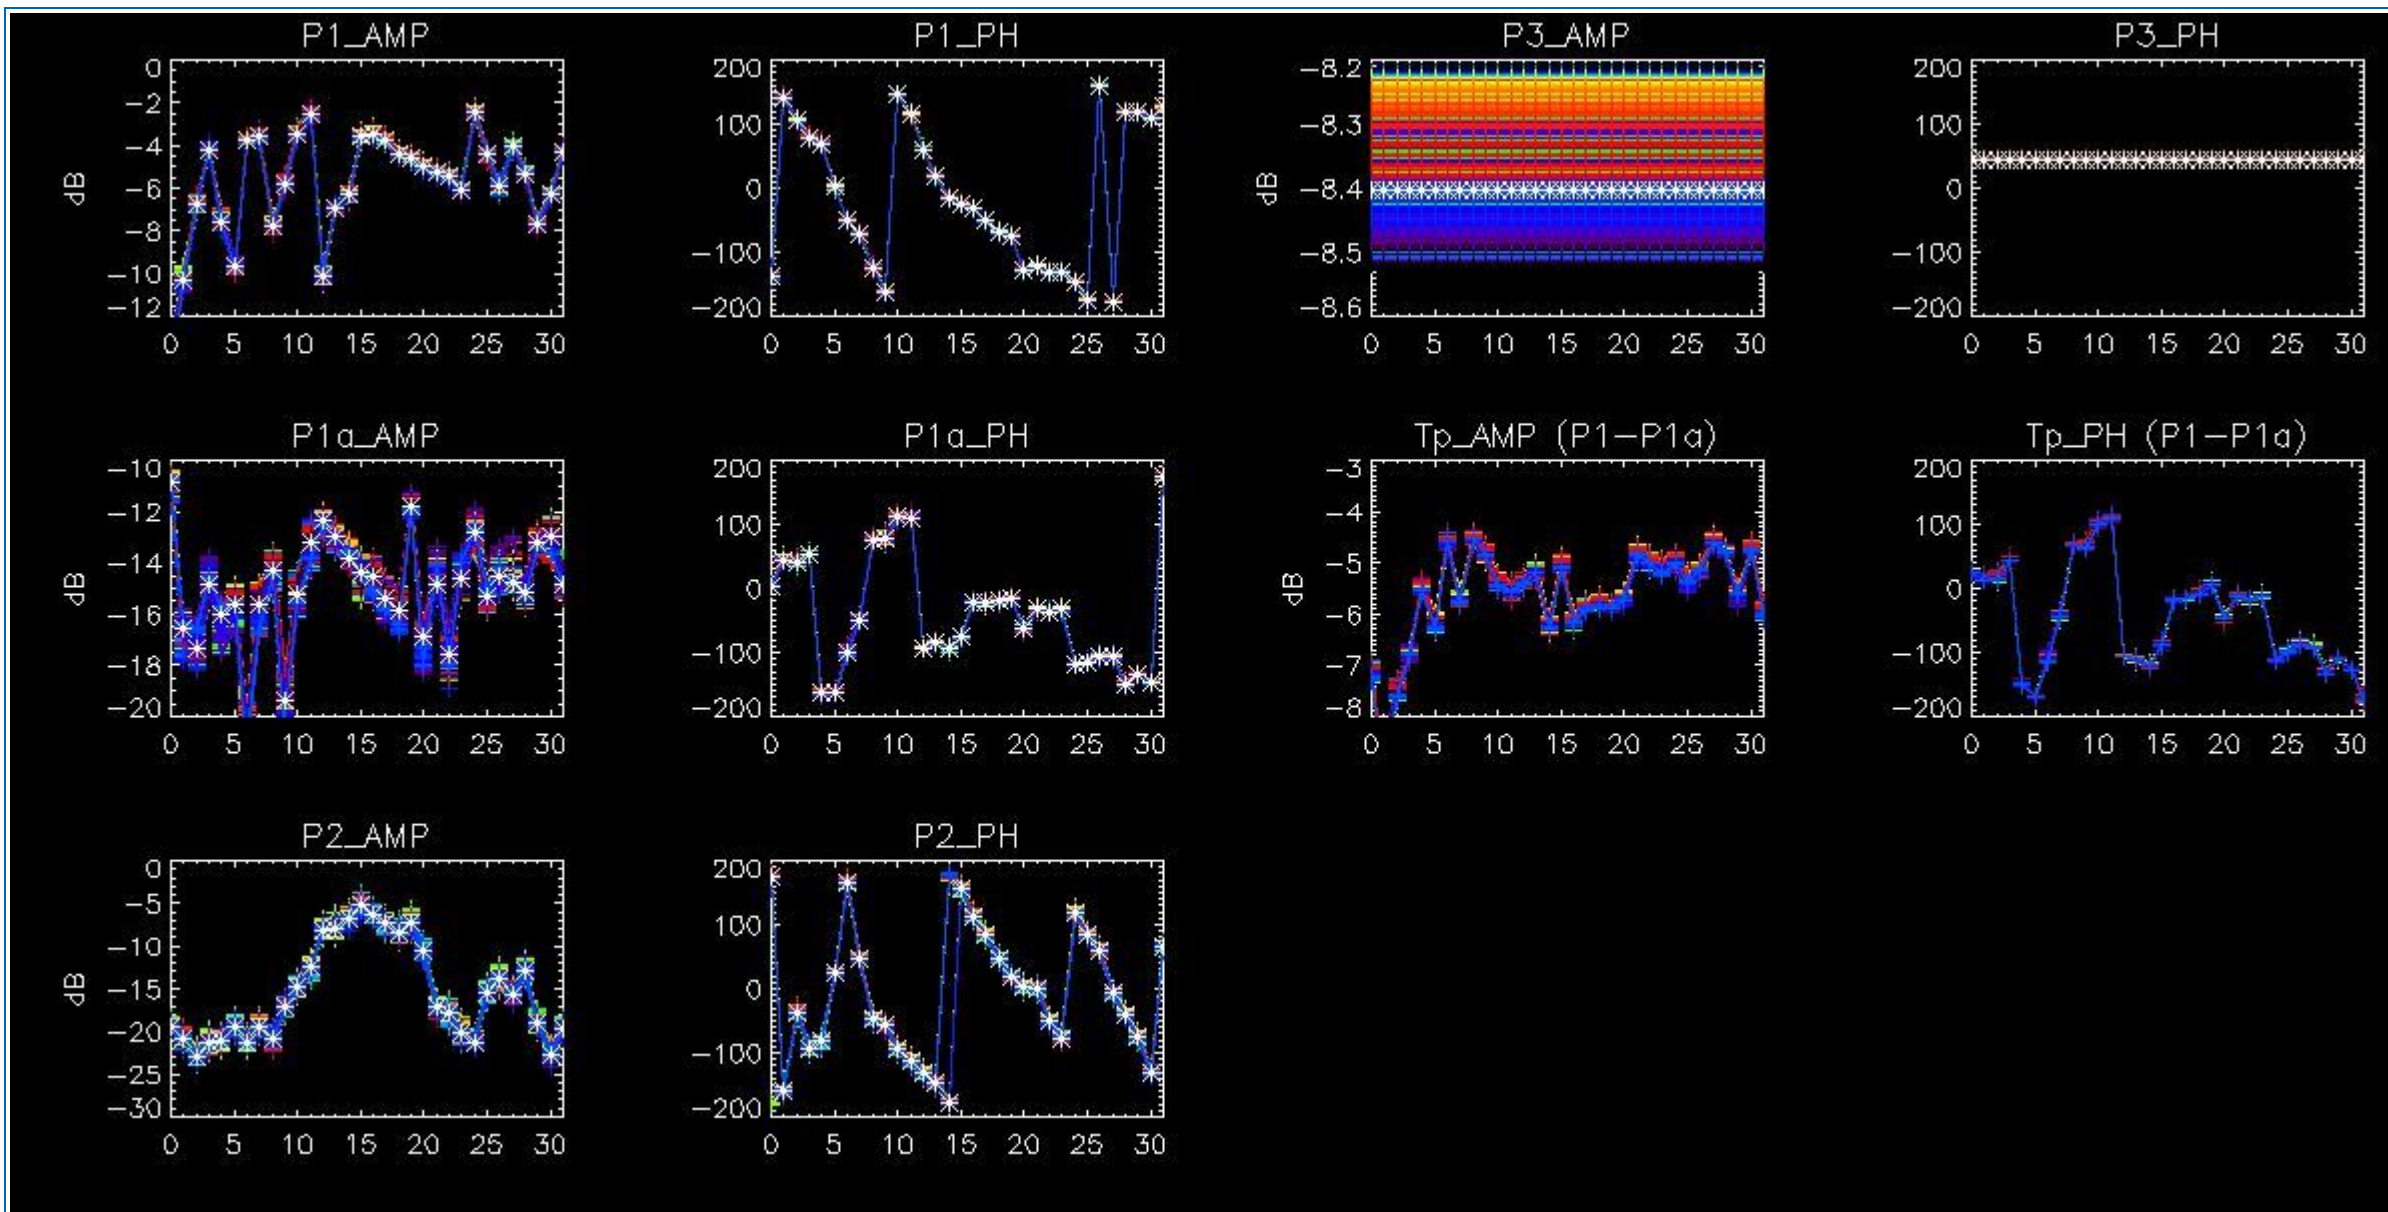 P1_AMP P1_PH P3_AMP P3_PH
0 200 −8.2 200
−2 100 −8.3 100
−4 0 −8.4 0
−6 −100 −8.5 −100
−8 −200 −8.6 −200
−10
−12
dB dB
0 5 10 15 20 25 30 0 5 10 15 20 25 30 0 5 10 15 20 25 30 0 5 10 15 20 25 30
P1a_AMP P1a_PH Tp_AMP (P1−P1a) Tp_PH (P1−P1a)
−10 200 −3 200
−12 100 −4 100
−14 0 −5 0
−16 −100 −6 −100
−18 −200 −7 −200
−20 −8
dB dB
0 5 10 15 20 25 30 0 5 10 15 20 25 30 0 5 10 15 20 25 30 0 5 10 15 20 25 30
P2_AMP P2_PH
0 200
−5 100
−10 0
−15 −100
−20 −200
−25
−30
dB
0 5 10 15 20 25 30 0 5 10 15 20 25 30